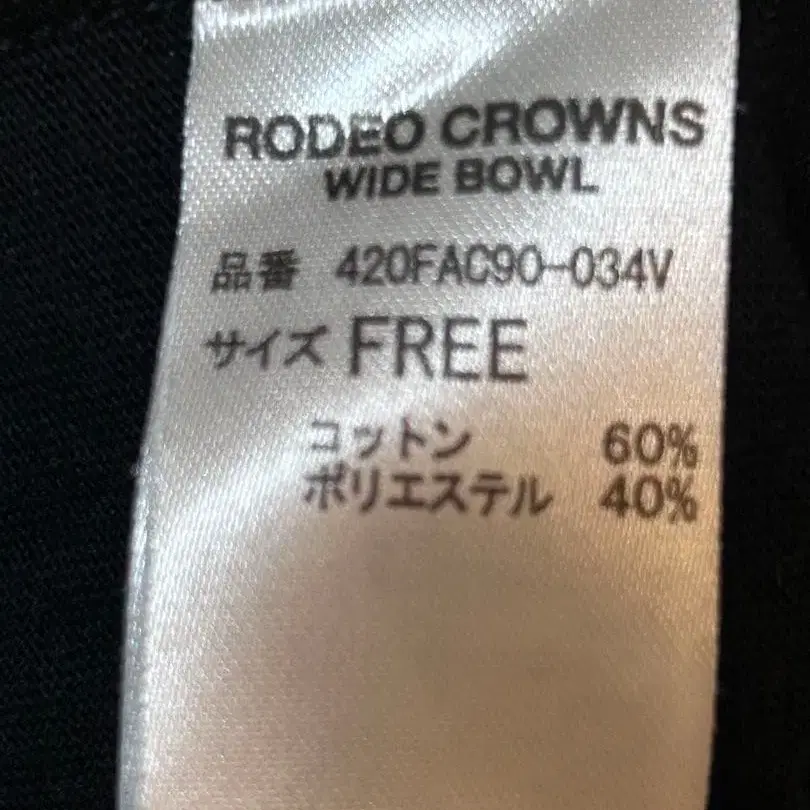 RODEO CROWNS
WIDE BOWL
品番 420FAC90-034V
サイズ FREE
コットン 60%
ポリエステル 40%